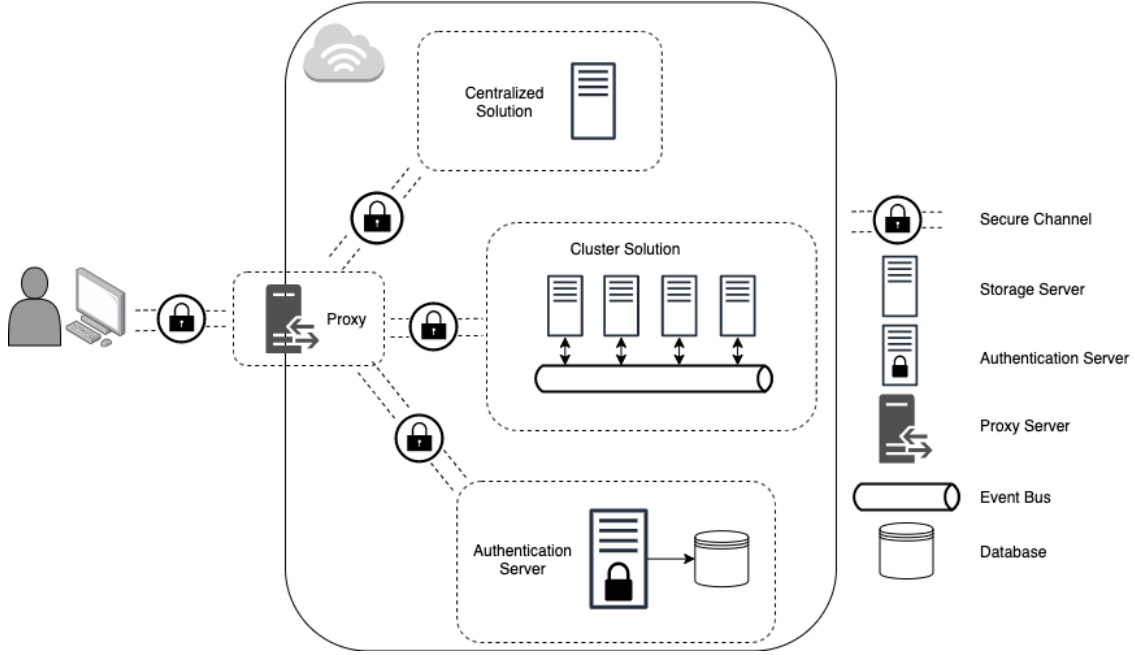 Centralized
Solution
Cluster Solution
Proxy
Authentication
Server
Secure Channel
Storage Server
Authentication Server
Proxy Server
Event Bus
Database